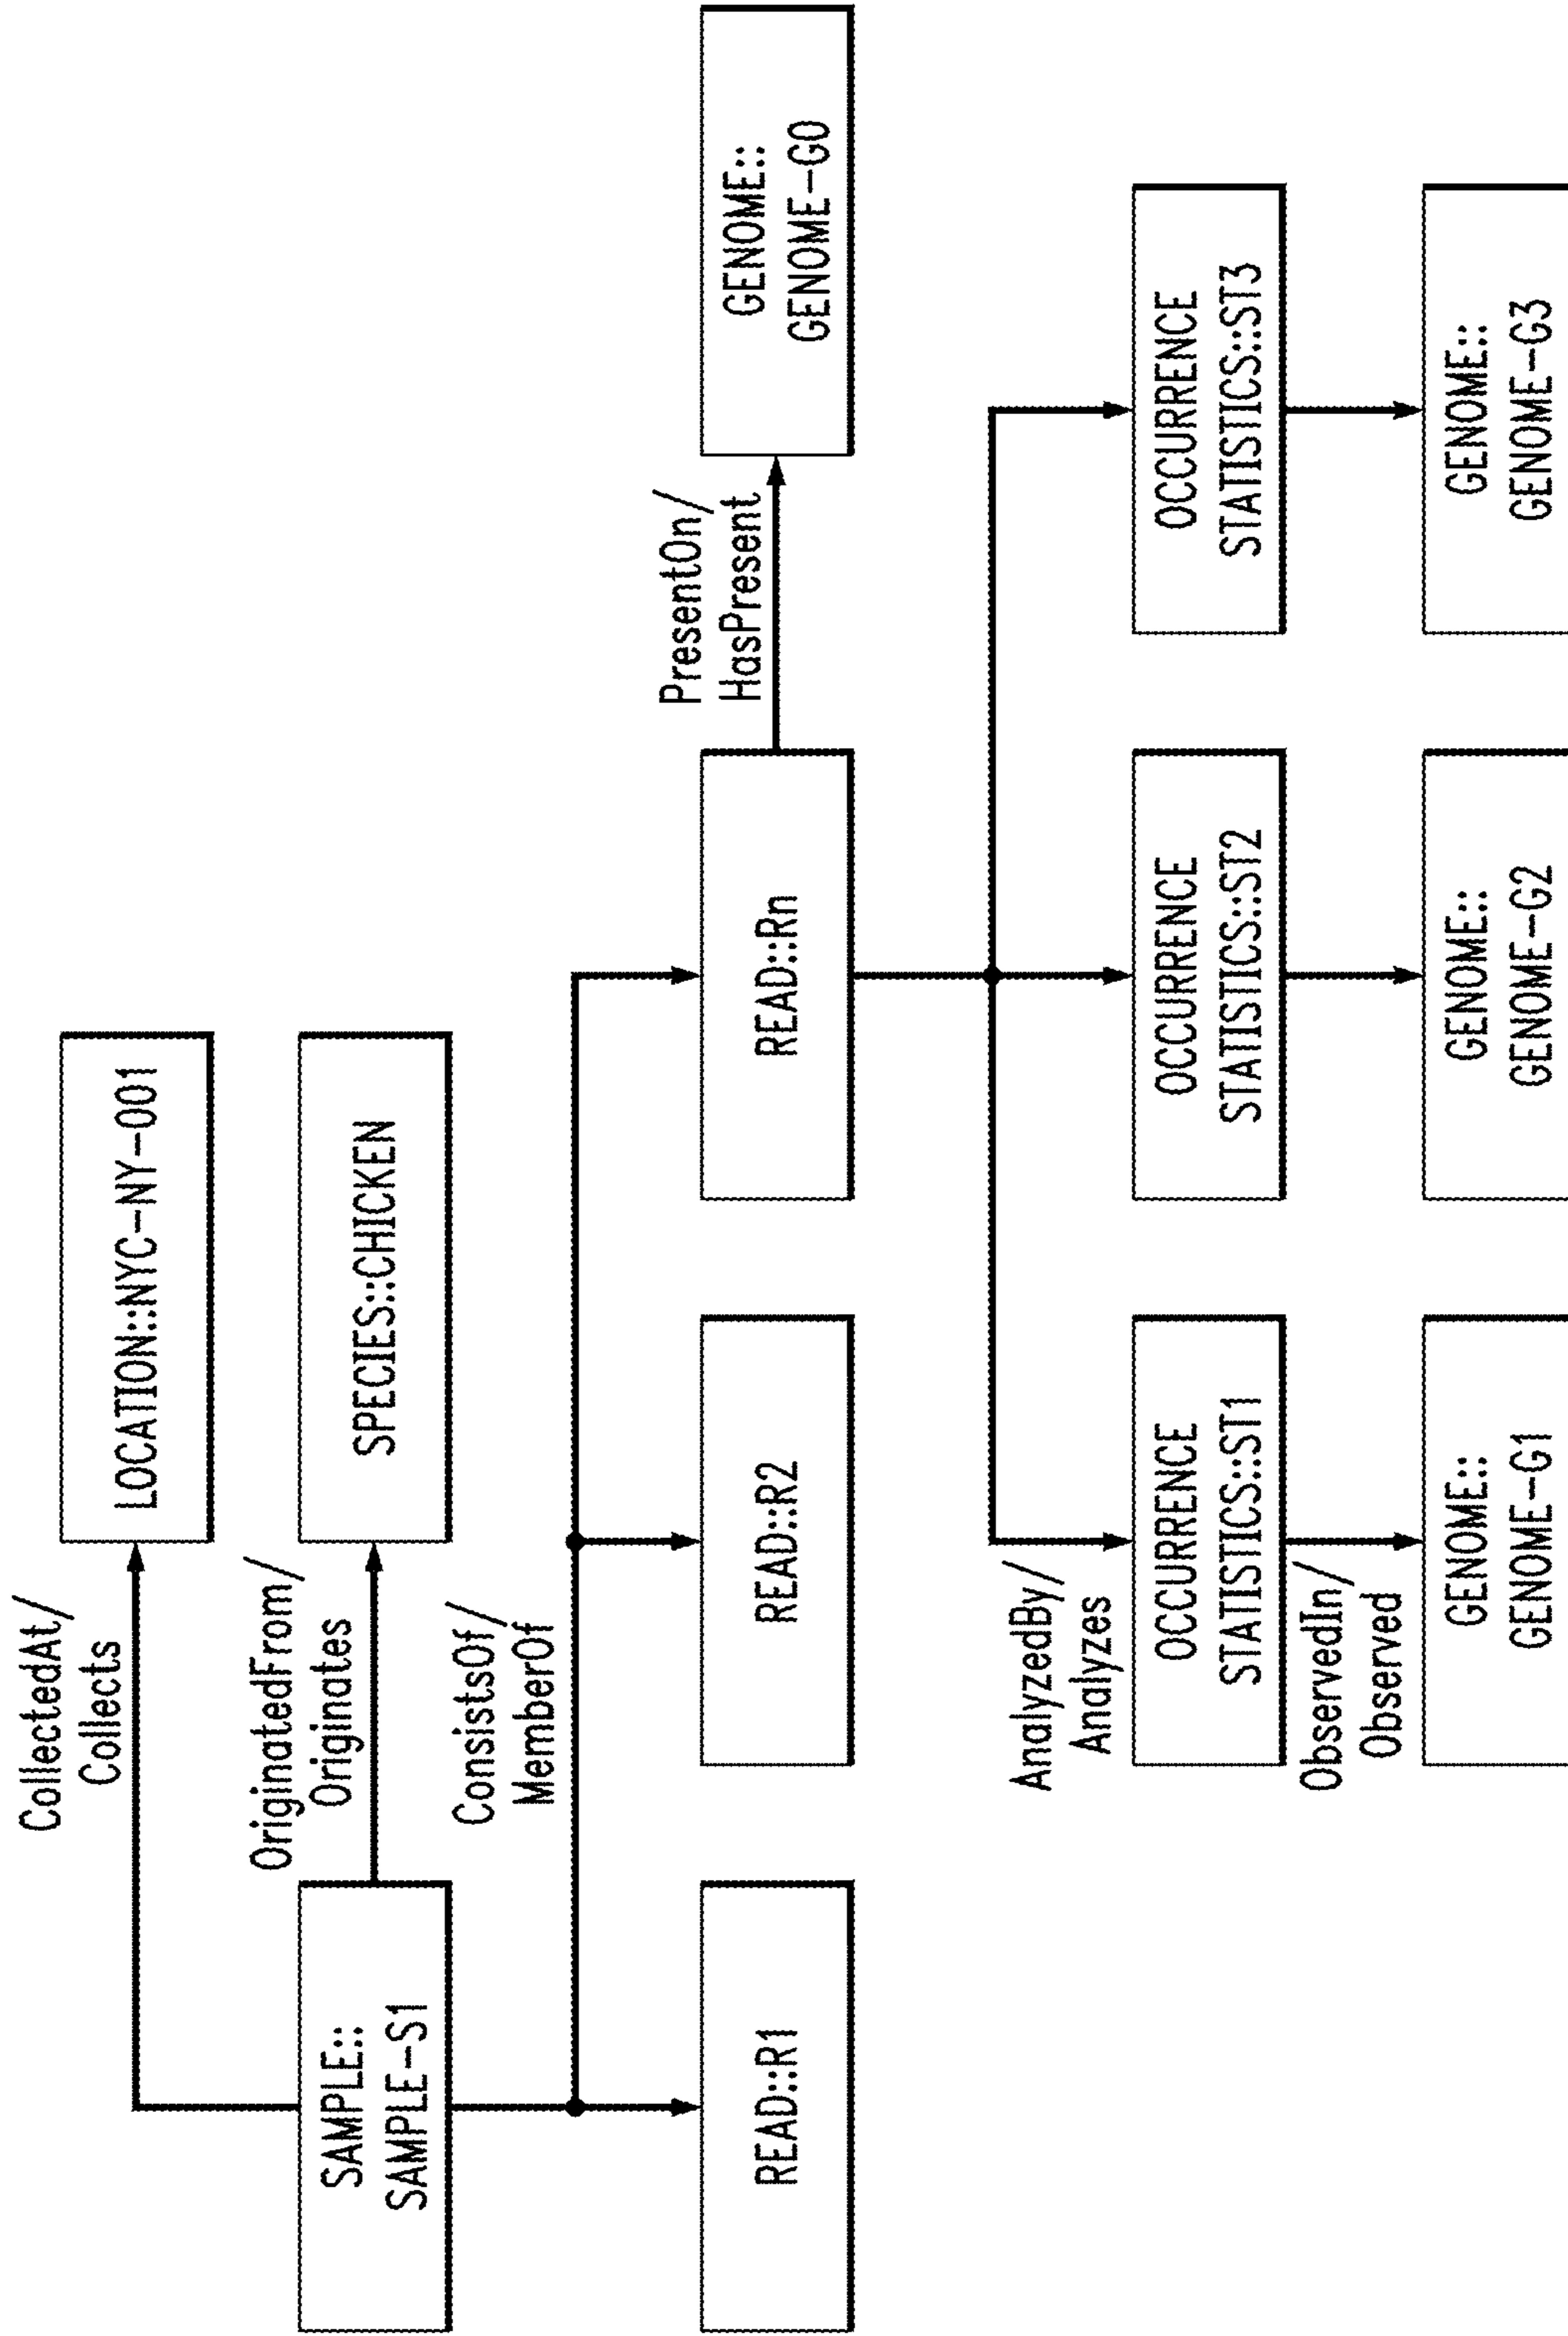 CollectedAt/
Collects
LOCATION::NYC-NY-001
OriginatedFrom/
Originates
SAMPLE::
SAMPLE-S1
SPECIES::CHICKEN
ConsistsOf/
MemberOf
PresentOn/
HasPresent
READ::R1
READ::R2
READ::Rn
GENOME::
GENOME-G0
AnalyzedBy/
Analyzes
OCCURRENCE
STATISTICS::ST1
OCCURRENCE
STATISTICS::ST2
OCCURRENCE
STATISTICS::ST3
ObservedIn/
Observed
GENOME::
GENOME-G1
GENOME::
GENOME-G2
GENOME::
GENOME-G3